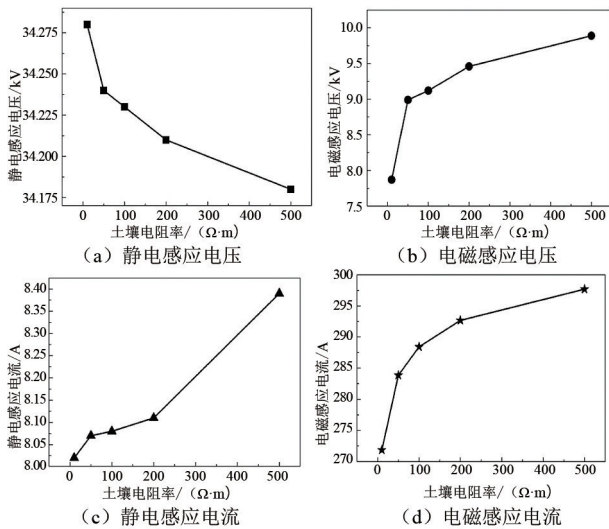 34.275
34.250
34.225
34.200
34.175
静电感应电压/kV
0 100 200 300 400 500
土壤电阻率/（Ω·m）
（a）静电感应电压
10.0
9.5
9.0
8.5
8.0
7.5
电磁感应电压/kV
0 100 200 300 400 500
土壤电阻率/（Ω·m）
（b）电磁感应电压
8.40
8.35
8.30
8.25
8.20
8.15
8.10
8.05
8.00
静电感应电流/A
0 100 200 300 400 500
土壤电阻率/（Ω·m）
（c）静电感应电流
300
295
290
285
280
275
270
电磁感应电流/A
0 100 200 300 400 500
土壤电阻率/（Ω·m）
（d）电磁感应电流